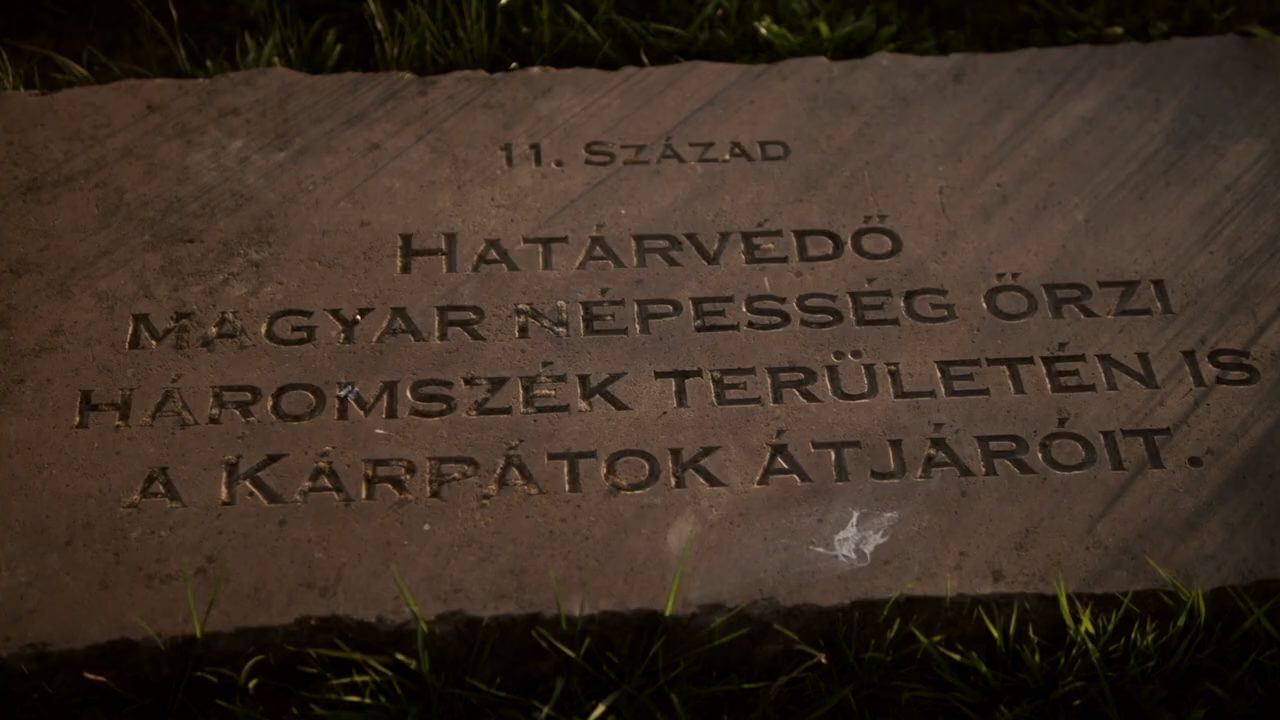 11. SZÁZAD
HATÁRVÉDŐ
MAGYAR NÉPESSÉG ŐRZI
HÁROMSZÉK TERÜLETÉN IS
A KÁRPÁTOK ÁTJÁRÓIT.